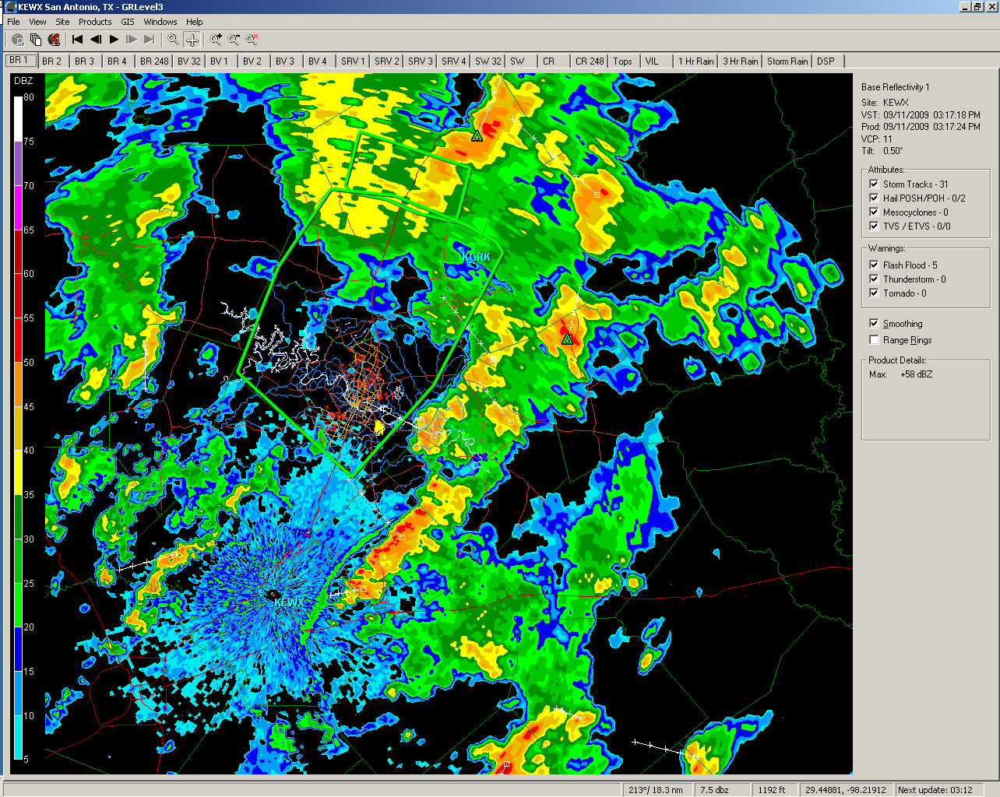 KEWX San Antonio, TX - GRLevel3
File View Site Products GIS Windows Help
BR 1 BR 2 BR 3 BR 4 BR 248 BV 32 BV 1 BV 2 BV 3 BV 4 SRV 1 SRV 2 SRV 3 SRV 4 SW 32 SW CR CR 248 Tops VIL 1 Hr Rain 3 Hr Rain Storm Rain DSP
DBZ
80
75
70
65
60
55
50
45
40
35
30
25
20
15
10
5
KGRK
KEWX
Base Reflectivity 1
Site: KEWX
VST: 09/11/2009 03:17:18 PM
Prod: 09/11/2009 03:17:24 PM
VCP: 11
Tilt: 0.50°
Attributes:
Storm Tracks - 31
Hail POSH/POH - 0/2
Mesocyclones - 0
TVS / ETVS - 0/0
Warnings:
Flash Flood - 5
Thunderstorm - 0
Tornado - 0
Smoothing
Range Rings
Product Details:
Max: +58 dBZ
213°/ 18.3 nm 7.5 dbz 1192 ft 29.44881, -98.21912 Next update: 03:12